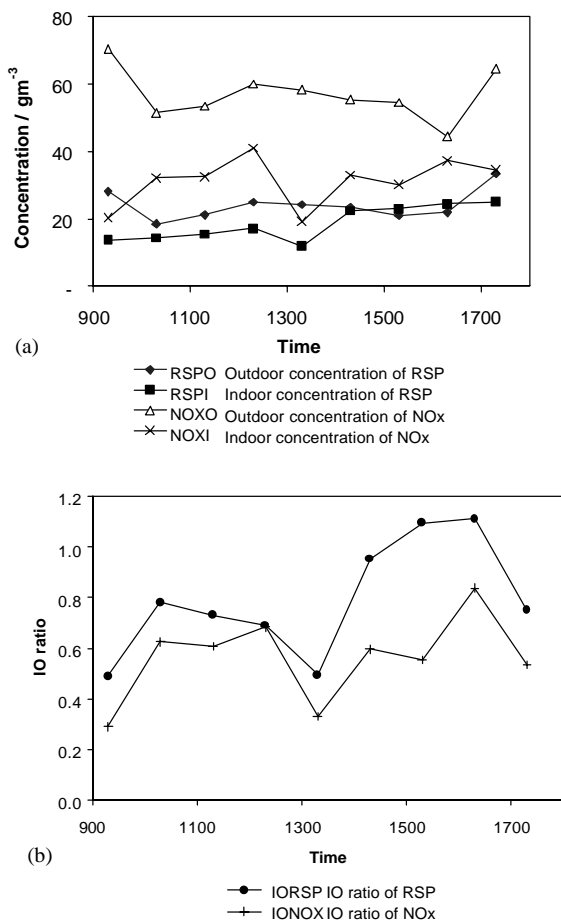 80
60
40
20
-
Concentration / gm-3
900 1100 1300 1500 1700
Time
(a)
RSPO Outdoor concentration of RSP
RSPI Indoor concentration of RSP
NOXO Outdoor concentration of NOx
NOXI Indoor concentration of NOx
1.2
1.0
0.8
0.6
0.4
0.2
0.0
IO ratio
900 1100 1300 1500 1700
Time
(b)
IORSP IO ratio of RSP
IONOX IO ratio of NOx